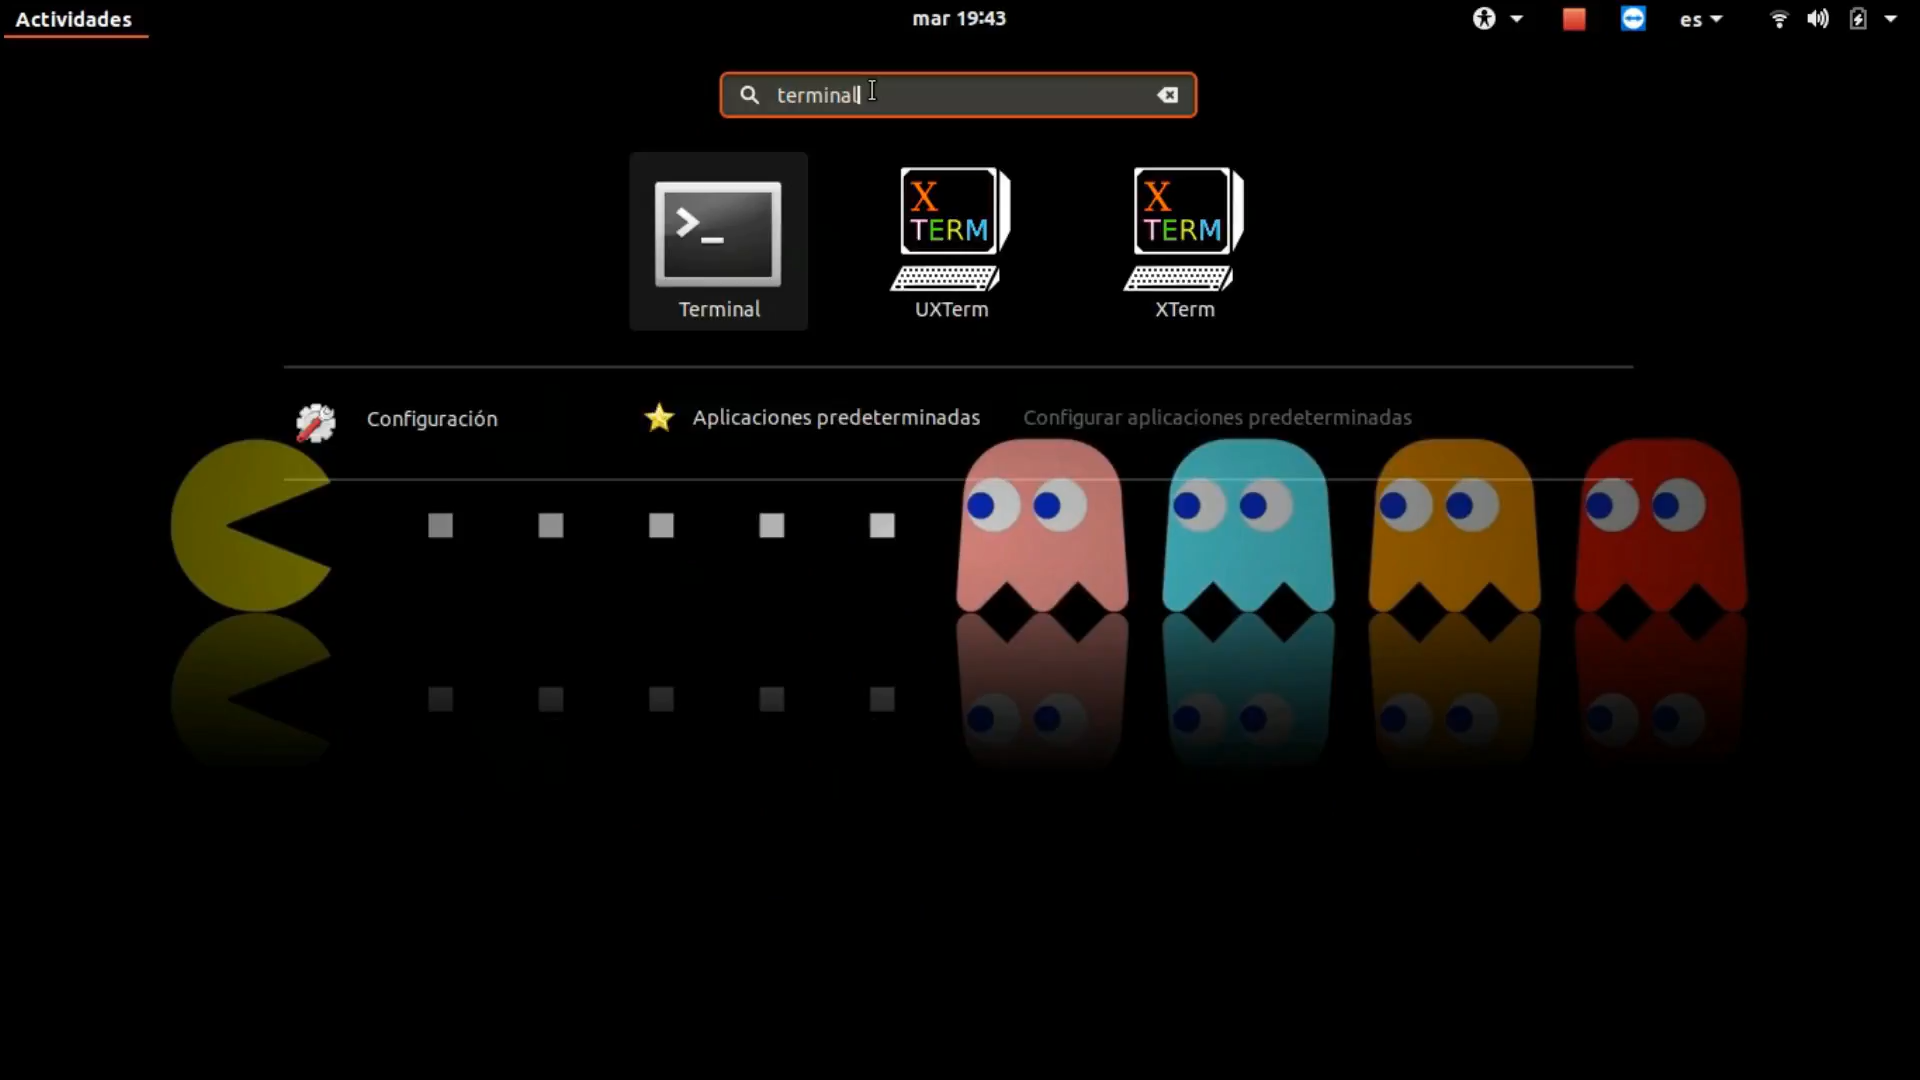 Actividades
mar 19:43
es
terminal
X TERM
X TERM
Terminal
UXTerm
XTerm
Configuración
Aplicaciones predeterminadas
Configurar aplicaciones predeterminadas